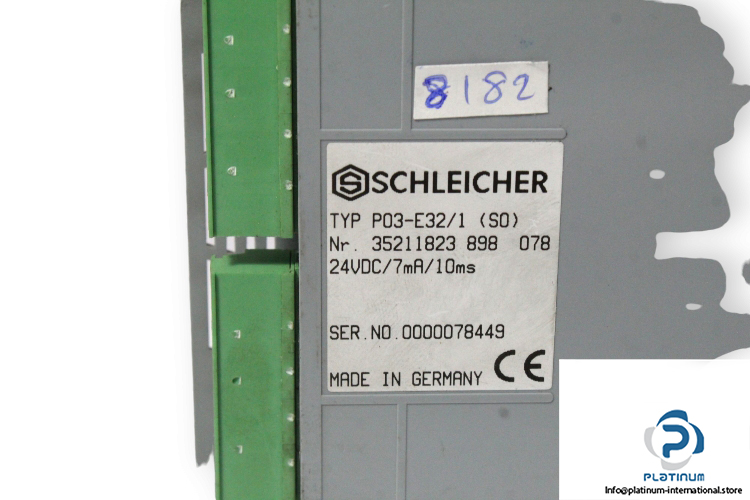 8182
SCHLEICHER
TYP P03-E32/1 (SO)
Nr. 35211823 898 078
24VDC/7mA/10ms
SER.NO.0000078449
MADE IN GERMANY CE
PLATINUM
Info@platinum-international.store